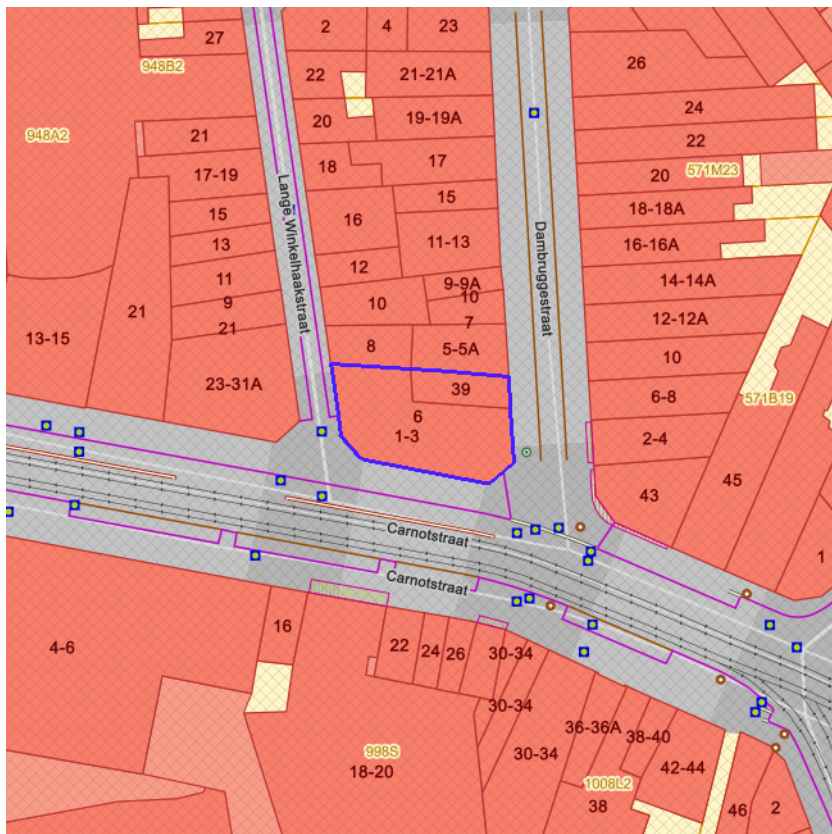 2
4
23
27
26
948B2
22
21-21A
24
20
19-19A
948A2
21
22
18
17
17-19
20
571M23
15
15
18-18A
16
13
11-13
16-16A
12
11
9-9A
14-14A
10
10
9
21
13-15
21
7
12-12A
8
5-5A
10
23-31A
39
6-8
571B19
6
1-3
2-4
45
43
Lange Winkelhaakstraat
Dambruggestraat
Carnotstraat
1
Carnotstraat
16
4-6
22
24
26
30-34
30-34
36-36A
38-40
30-34
998S
18-20
42-44
1008L2
38
46
2